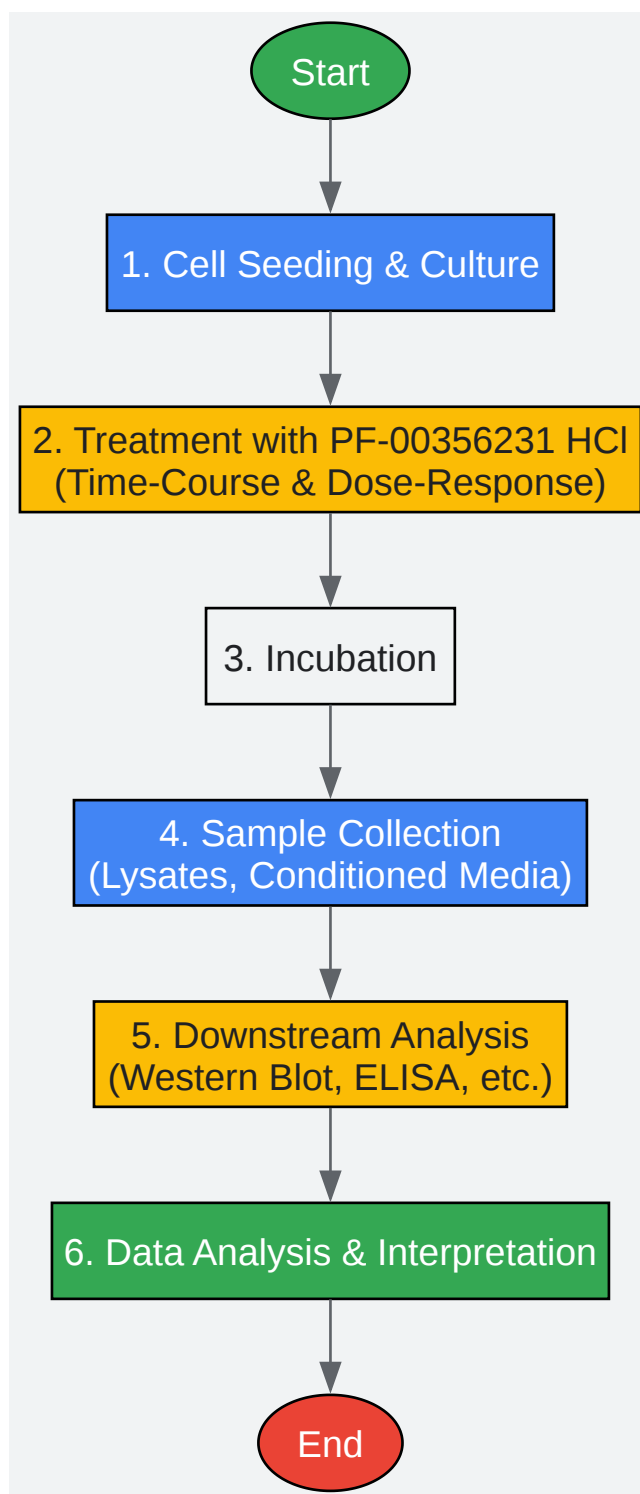 Start
1. Cell Seeding & Culture
2. Treatment with PF-00356231 HCl
(Time-Course & Dose-Response)
3. Incubation
4. Sample Collection
(Lysates, Conditioned Media)
5. Downstream Analysis
(Western Blot, ELISA, etc.)
6. Data Analysis & Interpretation
End